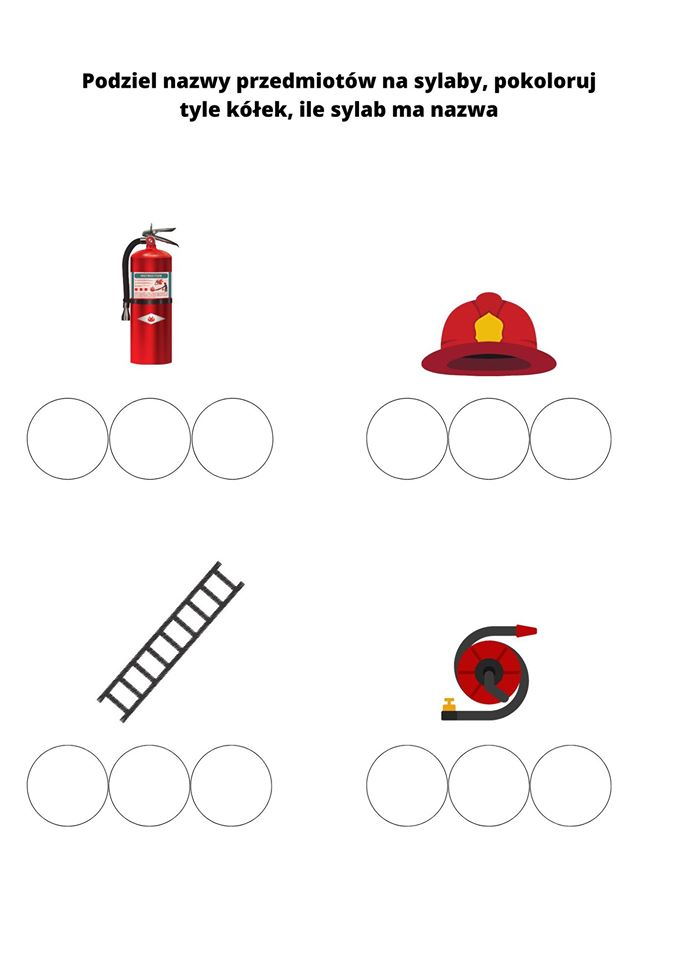 Podziel nazwy przedmiotów na sylaby, pokoloruj
tyle kółek, ile sylab ma nazwa